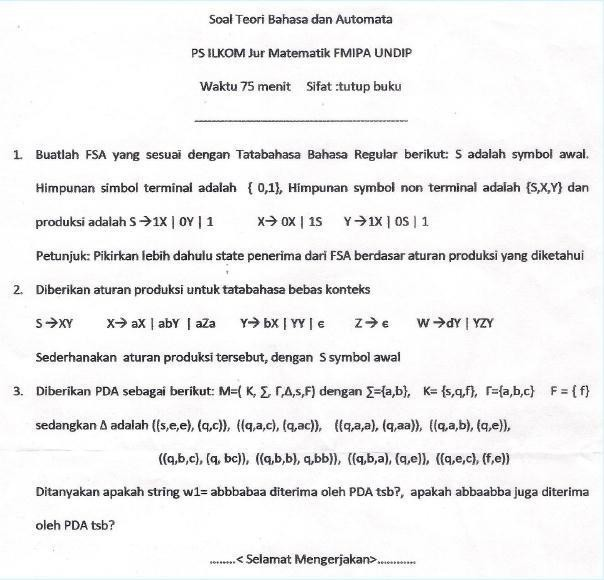 Soal Teori Bahasa dan Automata
PS ILKOM Jur Matematik FMIPA UNDIP
Waktu 75 menit Sifat :tutup buku
1. Buatlah FSA yang sesuai dengan Tatabahasa Bahasa Regular berikut: S adalah symbol awal.
Himpunan simbol terminal adalah { 0,1}, Himpunan symbol non terminal adalah {S,X,Y} dan
produksi adalah S →1X | 0Y | 1 X→ 0X | 1S Y →1X | 0S | 1
Petunjuk: Pikirkan lebih dahulu state penerima dari FSA berdasar aturan produksi yang diketahui
2. Diberikan aturan produksi untuk tatabahasa bebas konteks
S→XY X→ aX | abY | aZa Y→ bX | YY | ϵ Z→ ϵ W →dY | YZY
Sederhanakan aturan produksi tersebut, dengan S symbol awal
3. Diberikan PDA sebagai berikut: M={ K, ∑, Γ,Δ,s,F} dengan ∑={a,b}, K= {s,q,f}, Γ={a,b,c} F = { f}
sedangkan Δ adalah ((s,e,e), (q,c)), ((q,a,c), (q,ac)), ((q,a,a), (q,aa)), ((q,a,b), (q,e)),
((q,b,c), (q, bc)), ((q,b,b), q,bb)), ((q,b,a), (q,e)), ((q,e,c), (f,e))
Ditanyakan apakah string w1= abbbabaa diterima oleh PDA tsb?, apakah abbaabba juga diterima
oleh PDA tsb?
........< Selamat Mengerjakan>............